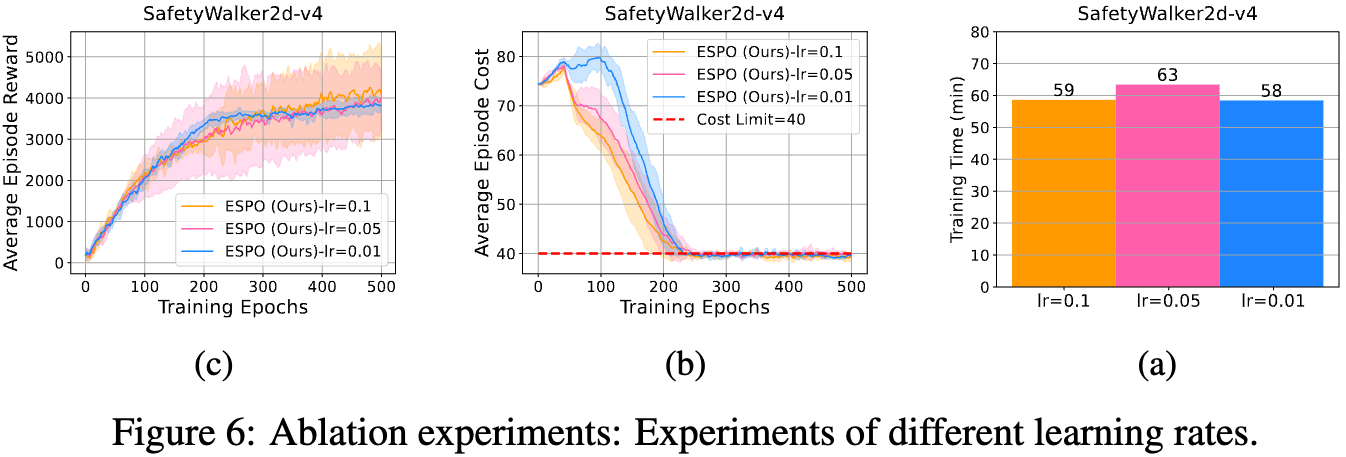 SafetyWalker2d-v4
5000
4000
3000
2000
1000
0
Average Episode Reward
ESPO (Ours)-lr=0.1
ESPO (Ours)-lr=0.05
ESPO (Ours)-lr=0.01
0 100 200 300 400 500
Training Epochs
(c)
SafetyWalker2d-v4
80
70
60
50
40
Average Episode Cost
ESPO (Ours)-lr=0.1
ESPO (Ours)-lr=0.05
ESPO (Ours)-lr=0.01
Cost Limit=40
0 100 200 300 400 500
Training Epochs
(b)
SafetyWalker2d-v4
80
70
60
50
40
30
20
10
0
Training Time (min)
59 63 58
lr=0.1 lr=0.05 lr=0.01
(a)
Figure 6: Ablation experiments: Experiments of different learning rates.